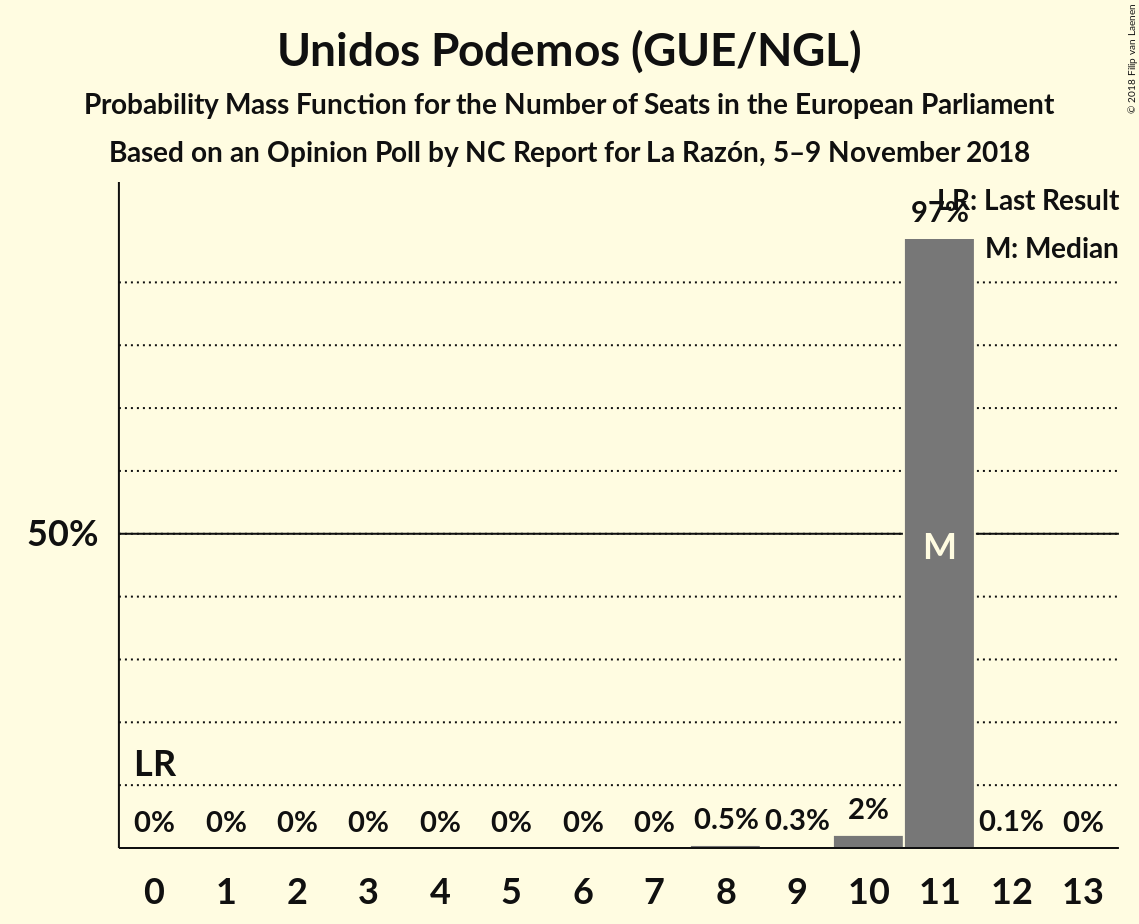 Unidos Podemos (GUE/NGL)
Probability Mass Function for the Number of Seats in the European Parliament
Based on an Opinion Poll by NC Report for La Razón, 5–9 November 2018
© 2018 Filip van Laenen
LR: Last Result
97%
M: Median
50%
M
LR
0% 0% 0% 0% 0% 0% 0% 0% 0.5% 0.3% 2% 0.1% 0%
0 1 2 3 4 5 6 7 8 9 10 11 12 13